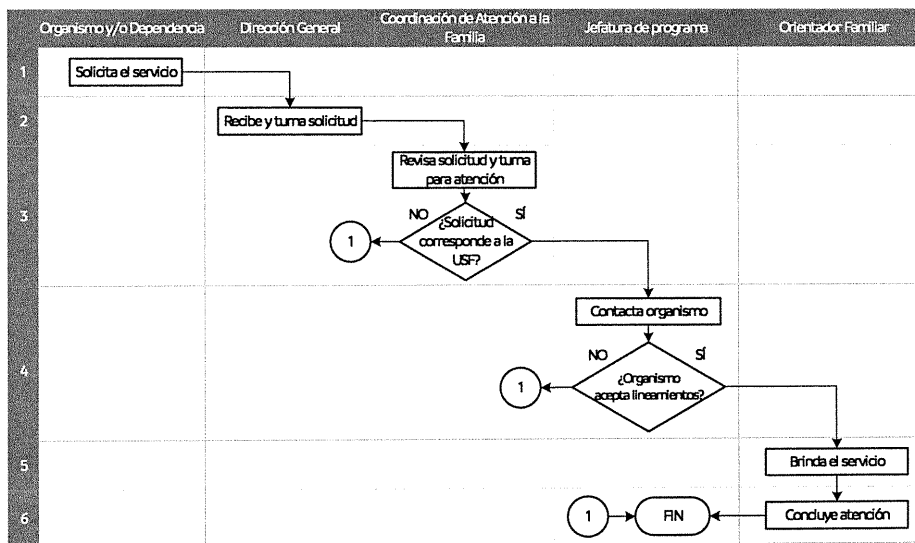 Organismo y/o Dependencia
Dirección General
Coordinación de Atención a la
Familia
Jefatura de programa
Orientador Familiar
1
Solicita el servicio
2
Recibe y turna solicitud
3
Revisa solicitud y turna
para atención
NO
SÍ
¿Solicitud
corresponde a la
USF?
1
4
Contacta organismo
NO
SÍ
¿Organismo
acepta lineamientos?
1
5
Brinda el servicio
6
1
FIN
Concluye atención